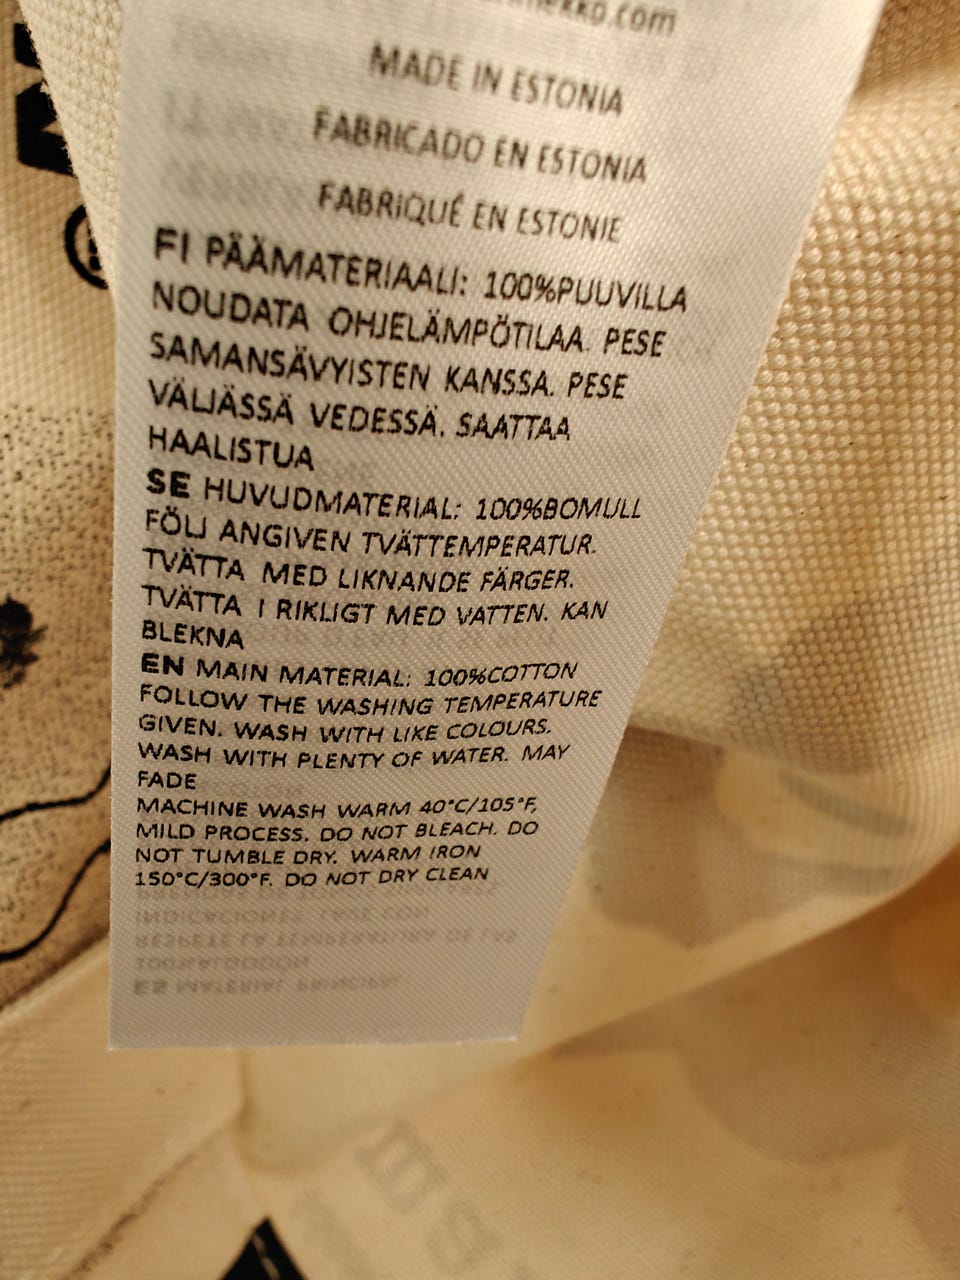 MADE IN ESTONIA
FABRICADO EN ESTONIA
FABRIQUÉ EN ESTONIE
FI PÄÄMATERIAALI: 100%PUUVILLA
NOUDATA OHJELÄMPÖTILAA. PESE
SAMANSÄVYISTEN KANSSA. PESE
VÄLJÄSSÄ VEDESSÄ. SAATTAA
HAALISTUA
SE HUVUDMATERIAL: 100%BOMULL
FÖLJ ANGIVEN TVÄTTEMPERATUR.
TVÄTTA MED LIKNANDE FÄRGER.
TVÄTTA I RIKLIGT MED VATTEN. KAN
BLEKNA
EN MAIN MATERIAL: 100%COTTON
FOLLOW THE WASHING TEMPERATURE
GIVEN. WASH WITH LIKE COLOURS.
WASH WITH PLENTY OF WATER. MAY
FADE
MACHINE WASH WARM 40°C/105°F,
MILD PROCESS. DO NOT BLEACH. DO
NOT TUMBLE DRY. WARM IRON
150°C/300°F. DO NOT DRY CLEAN